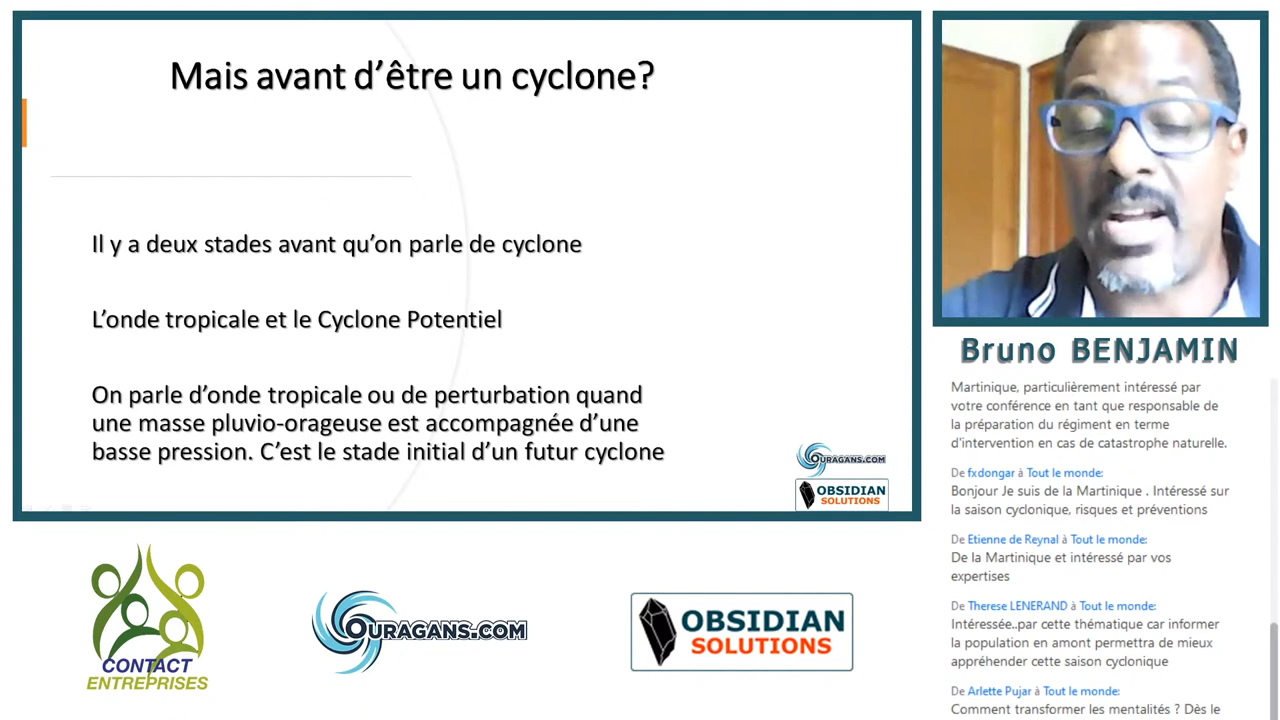 Mais avant d’être un cyclone?
Il y a deux stades avant qu’on parle de cyclone
L’onde tropicale et le Cyclone Potentiel
On parle d’onde tropicale ou de perturbation quand
une masse pluvio-orageuse est accompagnée d’une
basse pression. C’est le stade initial d’un futur cyclone
OURAGANS.COM
OBSIDIAN
SOLUTIONS
Bruno BENJAMIN
Martinique, particulièrement intéressé par
votre conférence en tant que responsable de
la préparation du régiment en terme
d'intervention en cas de catastrophe naturelle.
De fxdongar à Tout le monde:
Bonjour Je suis de la Martinique . Intéressé sur
la saison cyclonique, risques et préventions
De Etienne de Reynal à Tout le monde:
De la Martinique et intéressé par vos
expertises
De Therese LENERAND à Tout le monde:
Intéressée..par cette thématique car informer
la population en amont permettra de mieux
appréhender cette saison cyclonique
De Arlette Pujar à Tout le monde:
Comment transformer les mentalités ? Dès le
CONTACT
ENTREPRISES
OURAGANS.COM
OBSIDIAN
SOLUTIONS